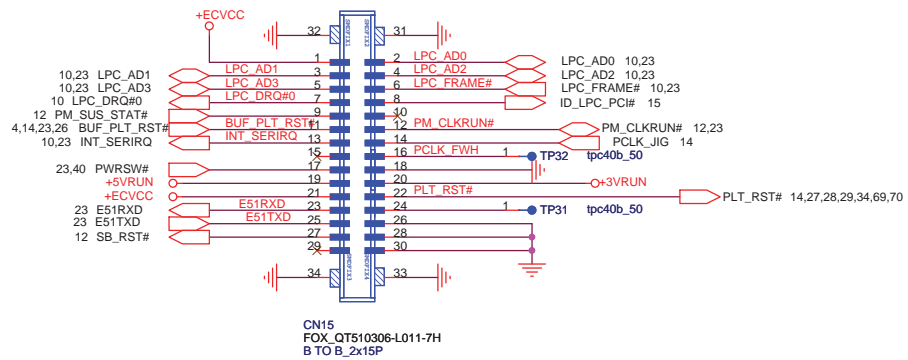 +ECVCC
32 SMDFIX1 SMDFIX2 31
1 2 LPC_AD0 LPC_AD0 10,23
10,23 LPC_AD1 LPC_AD1 3 4 LPC_AD2 LPC_AD2 10,23
10,23 LPC_AD3 LPC_AD3 5 6 LPC_FRAME# LPC_FRAME# 10,23
10 LPC_DRQ#0 LPC_DRQ#0 7 8 ID_LPC_PCI# 15
12 PM_SUS_STAT# 9 10
4,14,23,26 BUF_PLT_RST# BUF_PLT_RST# 11 12 PM_CLKRUN# PM_CLKRUN# 12,23
10,23 INT_SERIRQ INT_SERIRQ 13 14 PCLK_JIG 14
15 16 PCLK_FWH 1 TP32 tpc40b_50
23,40 PWRSW# 17 18
+5VRUN 19 20 +3VRUN
+ECVCC 21 22 PLT_RST# PLT_RST# 14,27,28,29,34,69,70
23 E51RXD E51RXD 23 24 1 TP31 tpc40b_50
23 E51TXD E51TXD 25 26
12 SB_RST# 27 28
29 30
34 SMDFIX3 SMDFIX4 33
CN15
FOX_QT510306-L011-7H
B TO B_2x15P